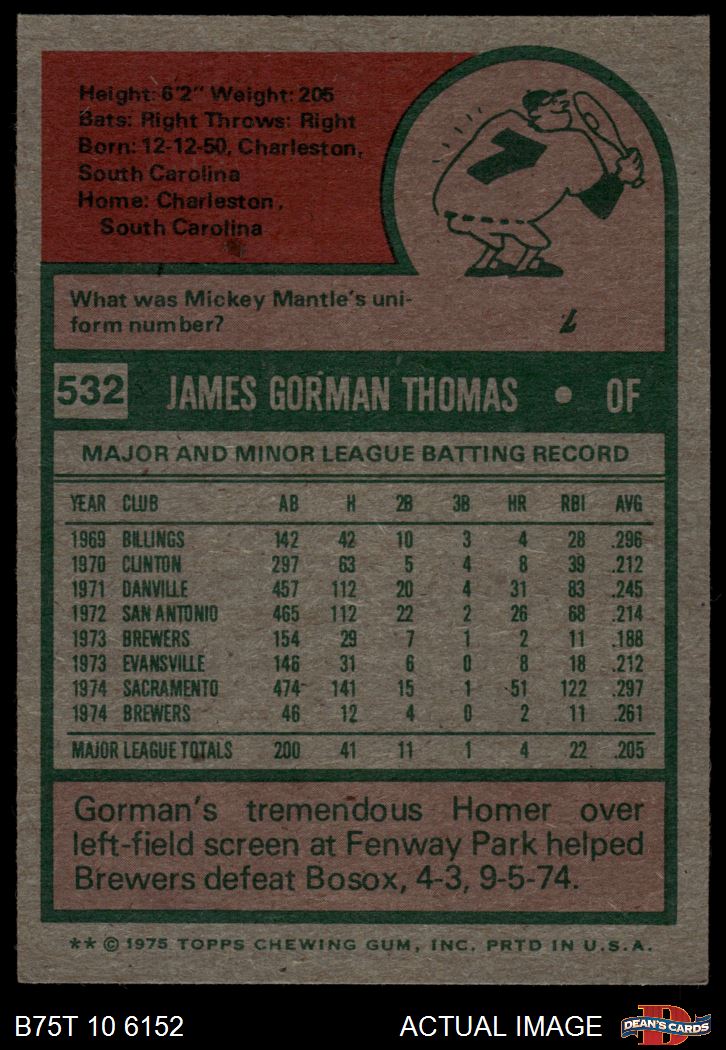 Height: 6'2" Weight: 205
Bats: Right Throws: Right
Born: 12-12-50, Charleston,
South Carolina
Home: Charleston,
South Carolina
7
What was Mickey Mantle's uni-
form number?
7
532 JAMES GORMAN THOMAS • OF
MAJOR AND MINOR LEAGUE BATTING RECORD
YEAR CLUB AB H 2B 3B HR RBI AVG
1969 BILLINGS 142 42 10 3 4 28 .296
1970 CLINTON 297 63 5 4 8 39 .212
1971 DANVILLE 457 112 20 4 31 83 .245
1972 SAN ANTONIO 465 112 22 2 26 68 .214
1973 BREWERS 154 29 7 1 2 11 .188
1973 EVANSVILLE 146 31 6 0 8 18 .212
1974 SACRAMENTO 474 141 15 1 51 122 .297
1974 BREWERS 46 12 4 0 2 11 .261
MAJOR LEAGUE TOTALS 200 41 11 1 4 22 .205
Gorman's tremendous Homer over
left-field screen at Fenway Park helped
Brewers defeat Bosox, 4-3, 9-5-74.
** © 1975 TOPPS CHEWING GUM, INC. PRTD IN U.S.A.
B75T 10 6152 ACTUAL IMAGE
D
DEAN'S CARDS